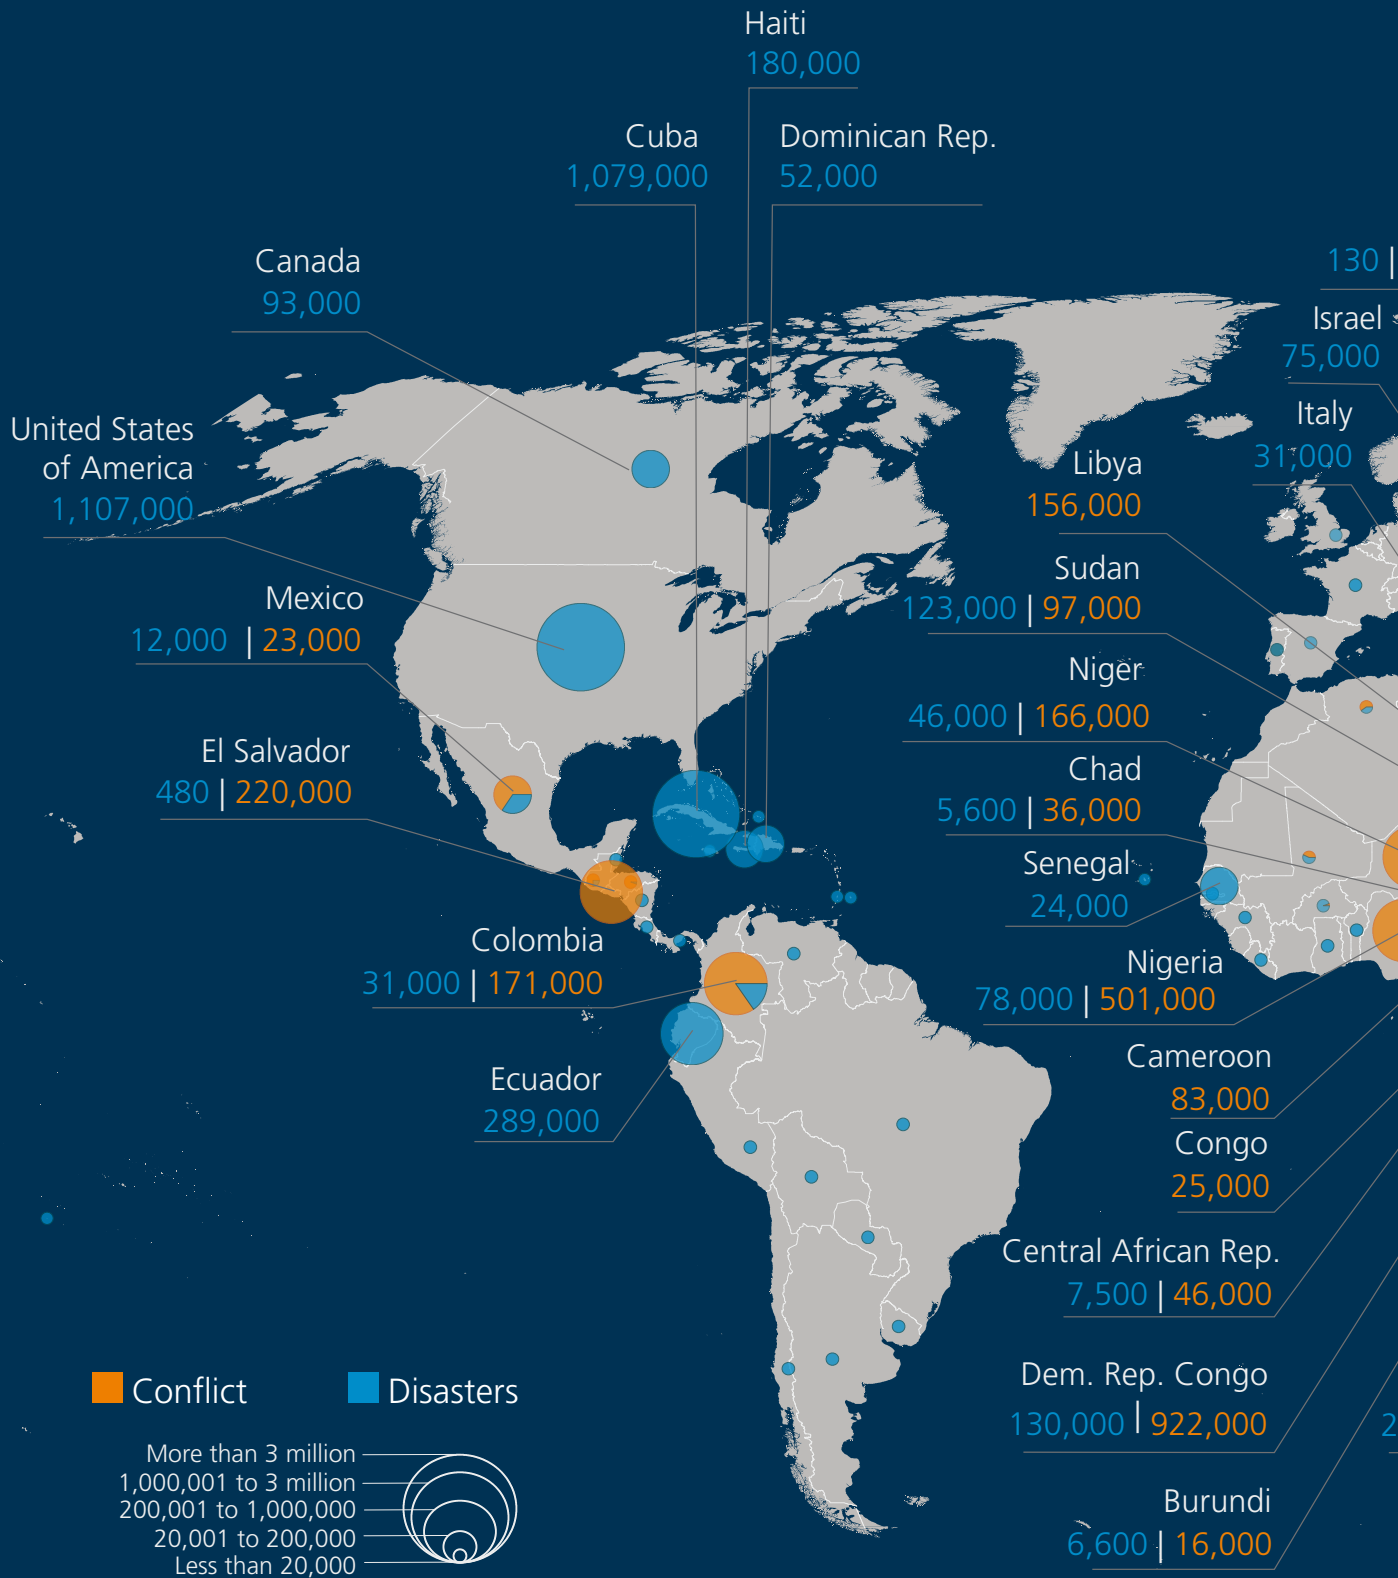 Haiti
180,000
Cuba
1,079,000
Dominican Rep.
52,000
Canada
93,000
130 |
Israel
75,000
United States
of America
1,107,000
Italy
31,000
Libya
156,000
Mexico
12,000 | 23,000
Sudan
123,000 | 97,000
Niger
46,000 | 166,000
El Salvador
480 | 220,000
Chad
5,600 | 36,000
Senegal
24,000
Colombia
31,000 | 171,000
Nigeria
78,000 | 501,000
Ecuador
289,000
Cameroon
83,000
Congo
25,000
Central African Rep.
7,500 | 46,000
Dem. Rep. Congo
130,000 | 922,000
2
Burundi
6,600 | 16,000
Conflict
Disasters
More than 3 million
1,000,001 to 3 million
200,001 to 1,000,000
20,001 to 200,000
Less than 20,000